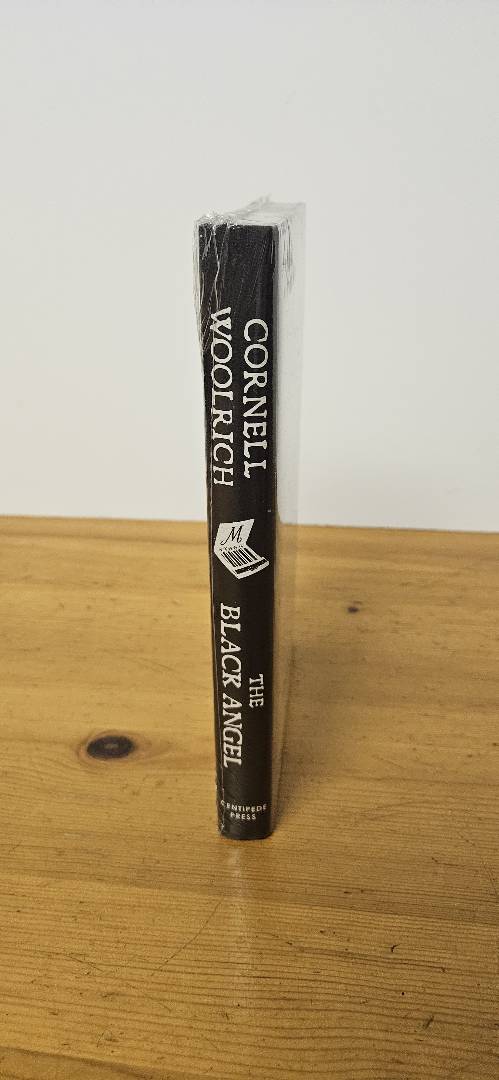 CORNELL
WOOLRICH
M
THE
BLACK ANGEL
CENTIPEDE
PRESS